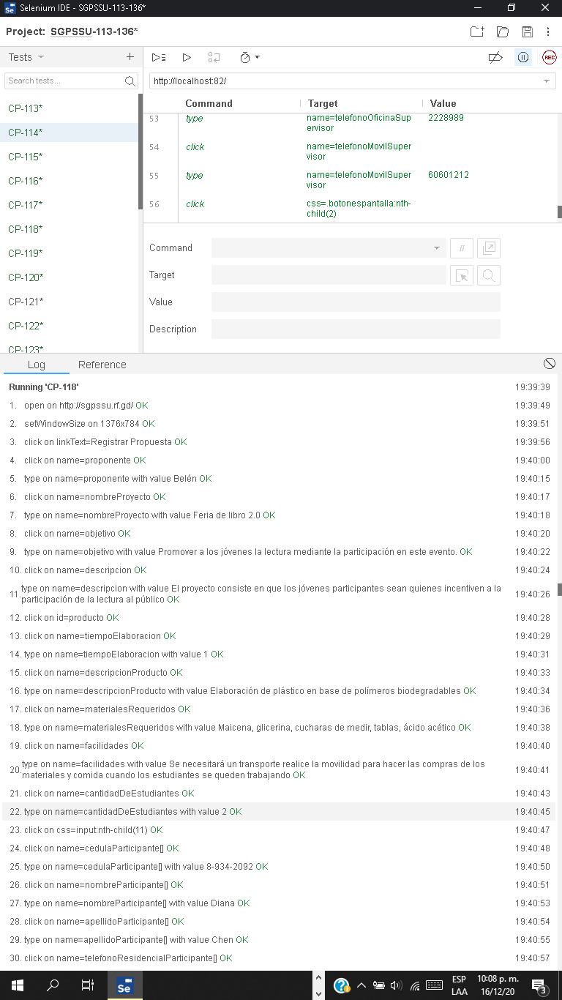 Se Selenium IDE - SGPSSU-113-136*
Project: SGPSSU-113-136*
Tests
Search tests...
CP-113*
CP-114*
CP-115*
CP-116*
CP-117*
CP-118*
CP-119*
CP-120*
CP-121*
CP-122*
CP-123*
REC
http://localhost:82/
Command Target Value
53 type name=telefonoOficinaSup
ervisor 2228989
54 click name=telefonoMovilSuper
visor
55 type name=telefonoMovilSuper
visor 60601212
56 click css=.botonespantalla:nth-
child(2)
Command //
Target
Value
Description
Log Reference
Running 'CP-118' 19:39:39
1. open on http://sgpssu.rf.gd/ OK 19:39:49
2. setWindowSize on 1376x784 OK 19:39:51
3. click on linkText=Registrar Propuesta OK 19:39:56
4. click on name=proponente OK 19:40:00
5. type on name=proponente with value Belén OK 19:40:15
6. click on name=nombreProyecto OK 19:40:17
7. type on name=nombreProyecto with value Feria de libro 2.0 OK 19:40:18
8. click on name=objetivo OK 19:40:20
9. type on name=objetivo with value Promover a los jóvenes la lectura mediante la participación en este evento. OK 19:40:22
10. click on name=descripcion OK 19:40:24
11. type on name=descripcion with value El proyecto consiste en que los jóvenes participantes sean quienes incentiven a la
participación de la lectura al público OK 19:40:26
12. click on id=producto OK 19:40:28
13. click on name=tiempoElaboracion OK 19:40:29
14. type on name=tiempoElaboracion with value 1 OK 19:40:31
15. click on name=descripcionProducto OK 19:40:33
16. type on name=descripcionProducto with value Elaboración de plástico en base de polímeros biodegradables OK 19:40:34
17. click on name=materialesRequeridos OK 19:40:36
18. type on name=materialesRequeridos with value Maicena, glicerina, cucharas de medir, tablas, ácido acético OK 19:40:38
19. click on name=facilidades OK 19:40:40
20. type on name=facilidades with value Se necesitará un transporte realice la movilidad para hacer las compras de los
materiales y comida cuando los estudiantes se queden trabajando OK 19:40:41
21. click on name=cantidadDeEstudiantes OK 19:40:43
22. type on name=cantidadDeEstudiantes with value 2 OK 19:40:45
23. click on css=input:nth-child(11) OK 19:40:47
24. click on name=cedulaParticipante[] OK 19:40:48
25. type on name=cedulaParticipante[] with value 8-934-2092 OK 19:40:50
26. click on name=nombreParticipante[] OK 19:40:51
27. type on name=nombreParticipante[] with value Diana OK 19:40:53
28. click on name=apellidoParticipante[] OK 19:40:54
29. type on name=apellidoParticipante[] with value Chen OK 19:40:55
30. click on name=telefonoResidencialParticipante[] OK 19:40:57
Se
ESP
LAA
10:08 p. m.
16/12/20
3